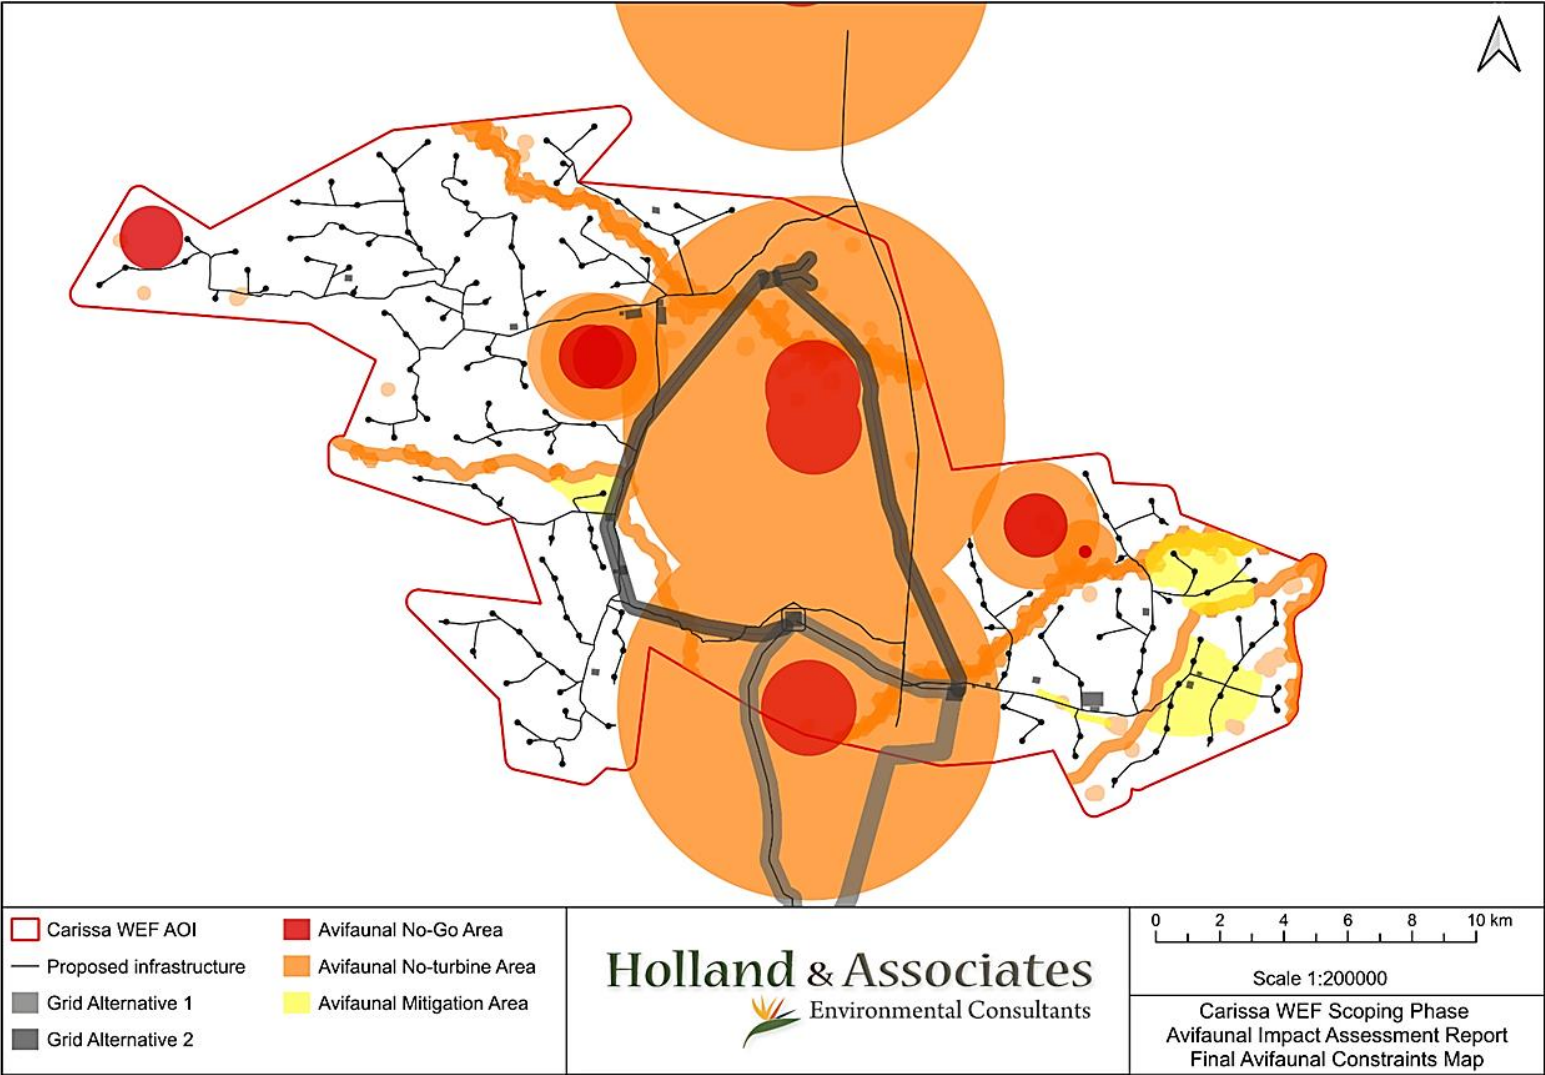 Carissa WEF AOI
Proposed infrastructure
Grid Alternative 1
Grid Alternative 2
Avifaunal No-Go Area
Avifaunal No-turbine Area
Avifaunal Mitigation Area
Holland & Associates
Environmental Consultants
0 2 4 6 8 10 km
Scale 1:200000
Carissa WEF Scoping Phase
Avifaunal Impact Assessment Report
Final Avifaunal Constraints Map